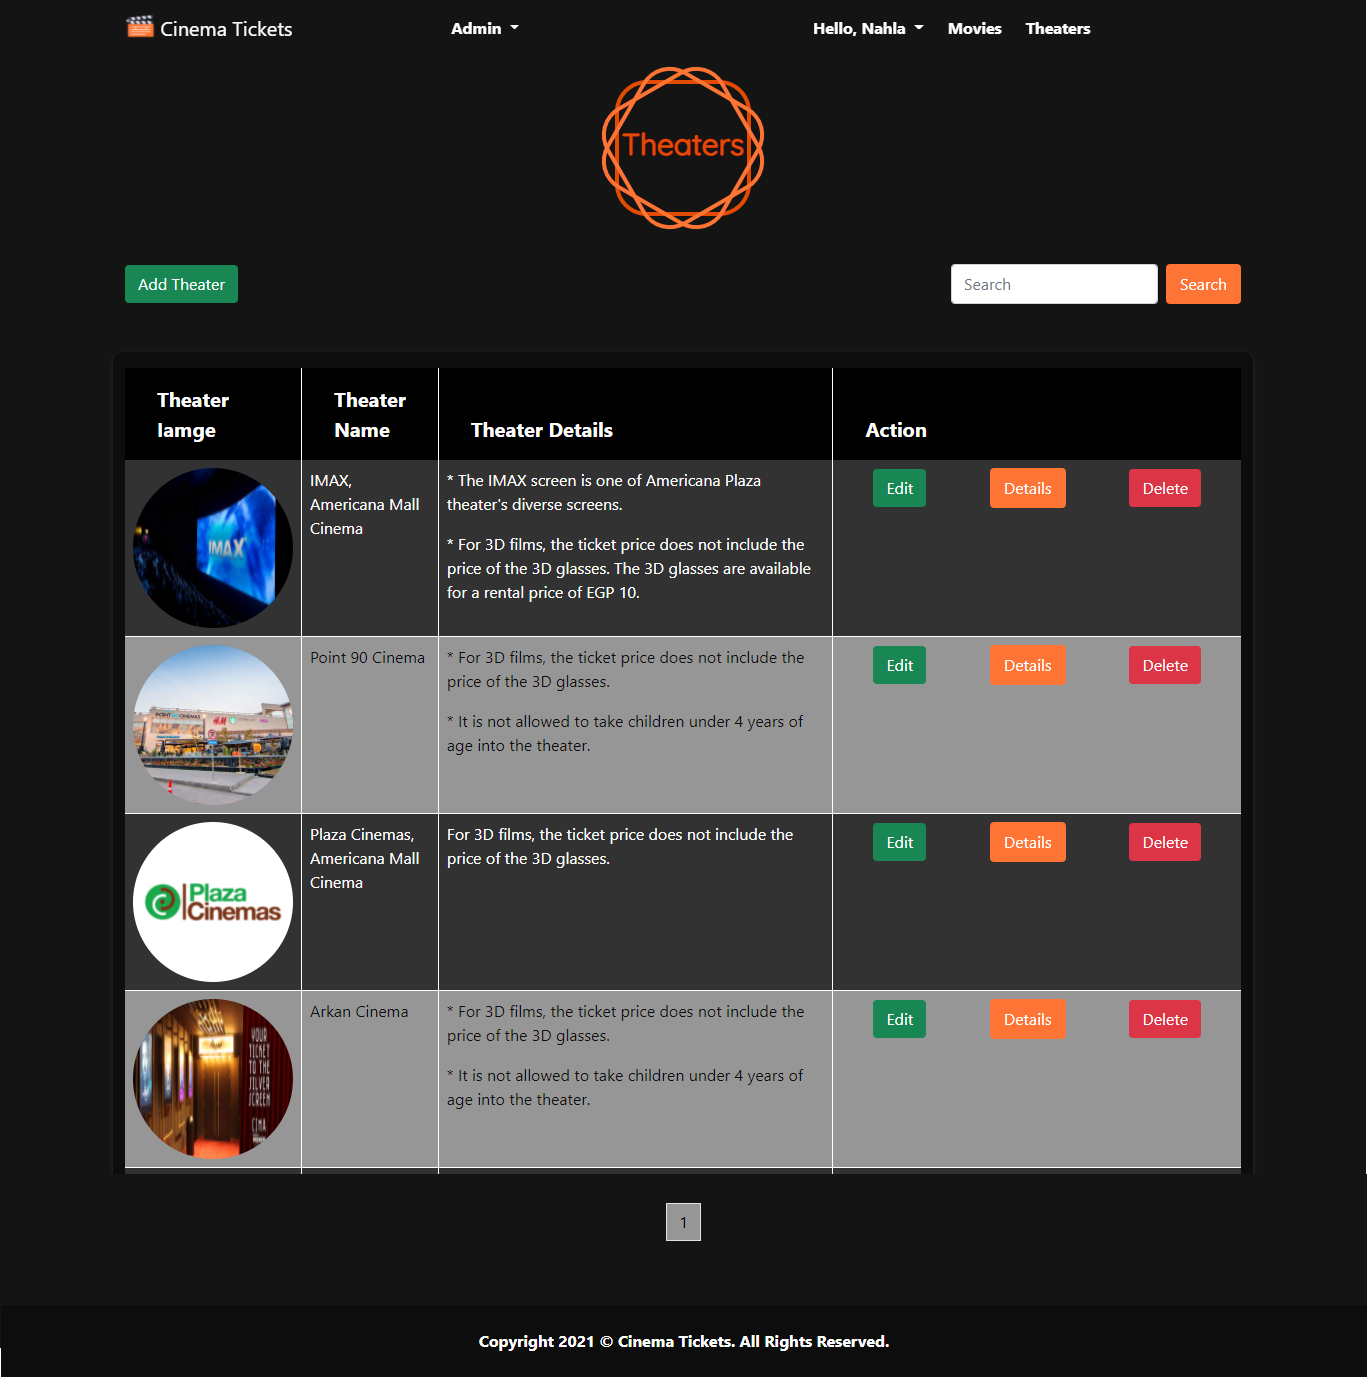 Cinema Tickets
Admin
Hello, Nahla
Movies
Theaters
Theaters
Add Theater
Search
Search
Theater
Iamge
Theater
Name
Theater Details
Action
IMAX
IMAX,
Americana Mall
Cinema
* The IMAX screen is one of Americana Plaza
theater's diverse screens.
* For 3D films, the ticket price does not include the
price of the 3D glasses. The 3D glasses are available
for a rental price of EGP 10.
Edit
Details
Delete
H&M
Point 90 Cinema
* For 3D films, the ticket price does not include the
price of the 3D glasses.
* It is not allowed to take children under 4 years of
age into the theater.
Edit
Details
Delete
Plaza
Cinemas
Plaza Cinemas,
Americana Mall
Cinema
For 3D films, the ticket price does not include the
price of the 3D glasses.
Edit
Details
Delete
YOUR
TICKET
TO THE
SILVER
SCREEN
Arkan Cinema
* For 3D films, the ticket price does not include the
price of the 3D glasses.
* It is not allowed to take children under 4 years of
age into the theater.
Edit
Details
Delete
1
Copyright 2021 © Cinema Tickets. All Rights Reserved.